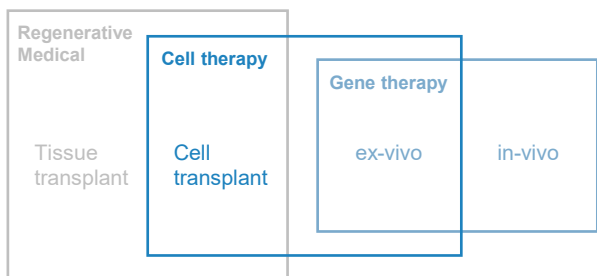 Regenerative
Medical
Cell therapy
Gene therapy
Tissue
transplant
Cell
transplant
ex-vivo
in-vivo